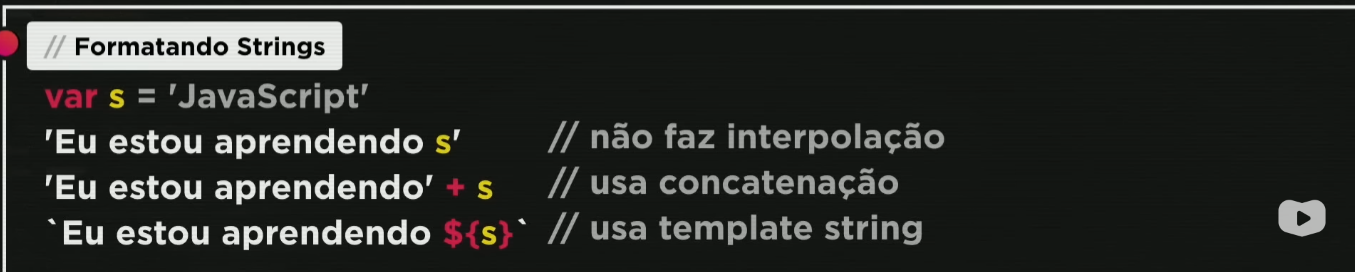 // Formatando Strings
var s = 'JavaScript'
'Eu estou aprendendo s' // não faz interpolação
'Eu estou aprendendo' + s // usa concatenação
`Eu estou aprendendo ${s}` // usa template string